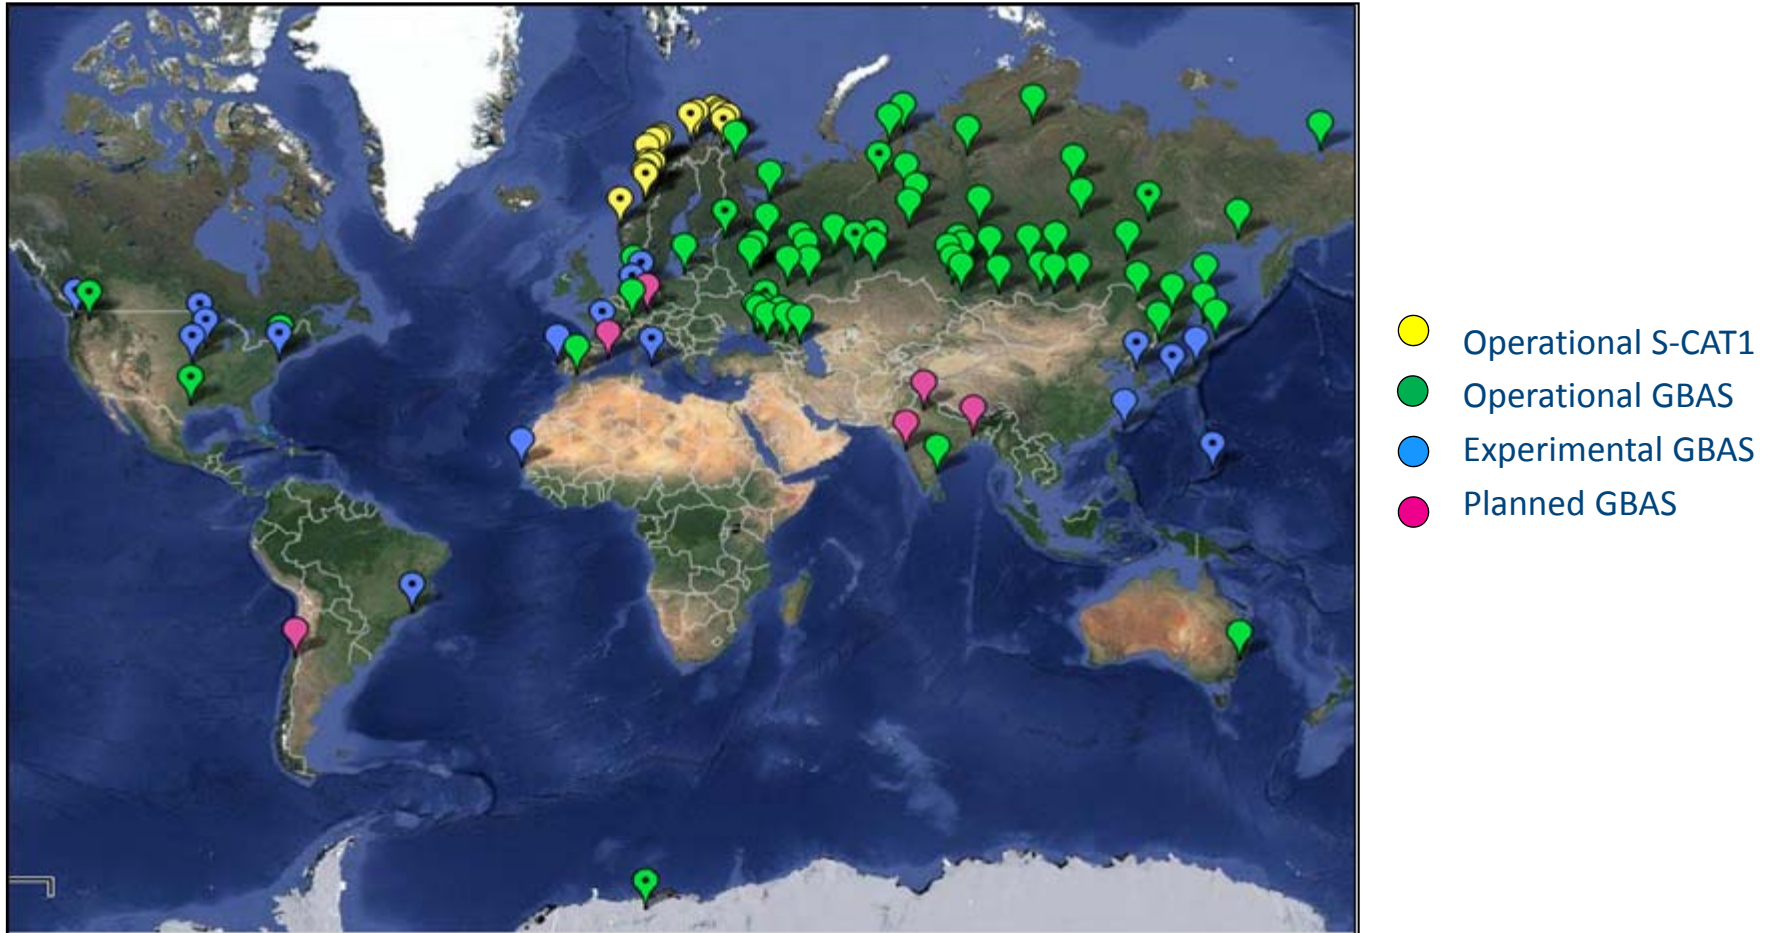 Operational S-CAT1
Operational GBAS
Experimental GBAS
Planned GBAS